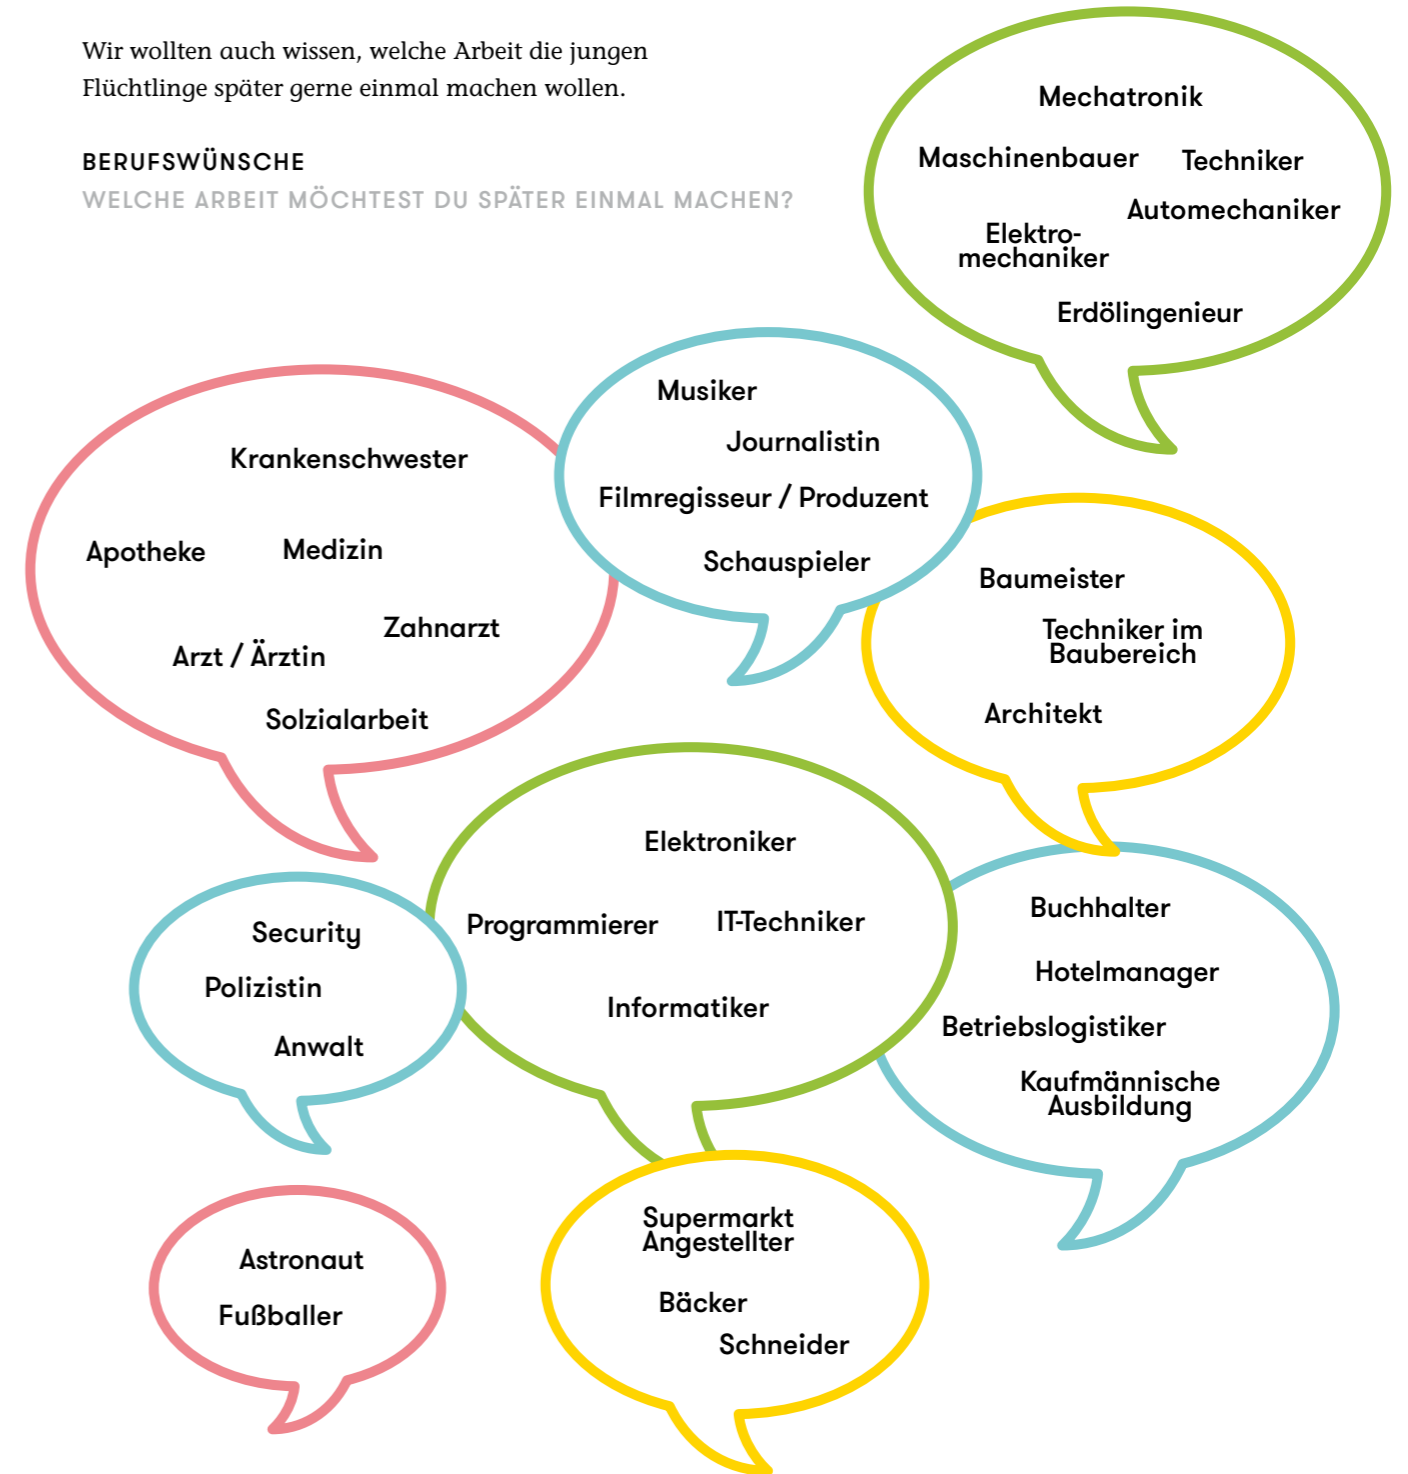 Wir wollten auch wissen, welche Arbeit die jungen
Flüchtlinge später gerne einmal machen wollen.
BERUFSWÜNSCHE
WELCHE ARBEIT MÖCHTEST DU SPÄTER EINMAL MACHEN?
Mechatronik
Maschinenbauer
Techniker
Automechaniker
Elektro-
mechaniker
Erdölingenieur
Musiker
Journalistin
Filmregisseur / Produzent
Schauspieler
Krankenschwester
Apotheke
Medizin
Zahnarzt
Arzt / Ärztin
Solzialarbeit
Baumeister
Techniker im
Baubereich
Architekt
Elektroniker
Programmierer
IT-Techniker
Informatiker
Security
Polizistin
Anwalt
Buchhalter
Hotelmanager
Betriebslogistiker
Kaufmännische
Ausbildung
Astronaut
Fußballer
Supermarkt
Angestellter
Bäcker
Schneider